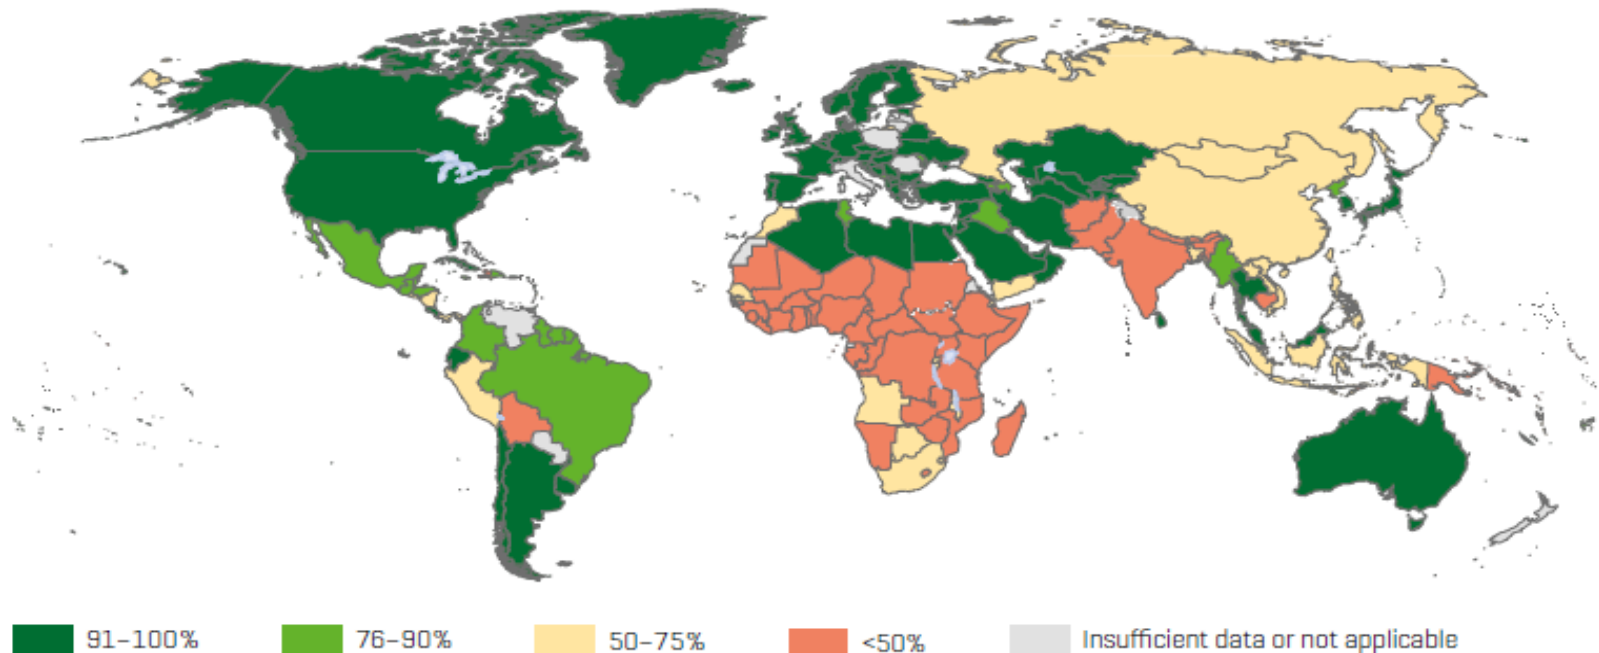 91–100%
76–90%
50–75%
<50%
Insufficient data or not applicable